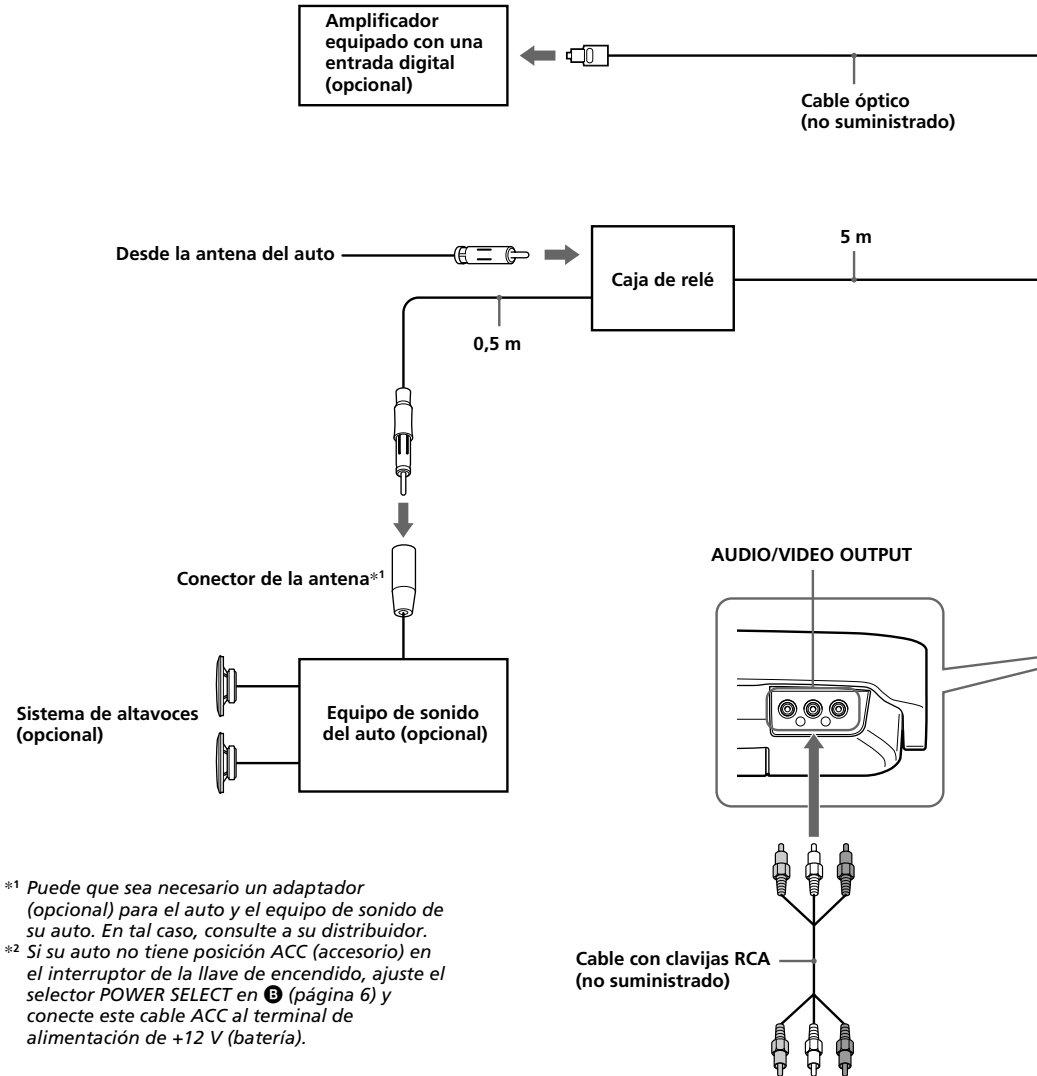 Amplificador
equipado con una
entrada digital
(opcional)
Cable óptico
(no suministrado)
Desde la antena del auto
Caja de relé
5 m
0,5 m
Conector de la antena*1
AUDIO/VIDEO OUTPUT
Sistema de altavoces
(opcional)
Equipo de sonido
del auto (opcional)
*1 Puede que sea necesario un adaptador
(opcional) para el auto y el equipo de sonido de
su auto. En tal caso, consulte a su distribuidor.
*2 Si su auto no tiene posición ACC (accesorio) en
el interruptor de la llave de encendido, ajuste el
selector POWER SELECT en B (página 6) y
conecte este cable ACC al terminal de
alimentación de +12 V (batería).
Cable con clavijas RCA
(no suministrado)